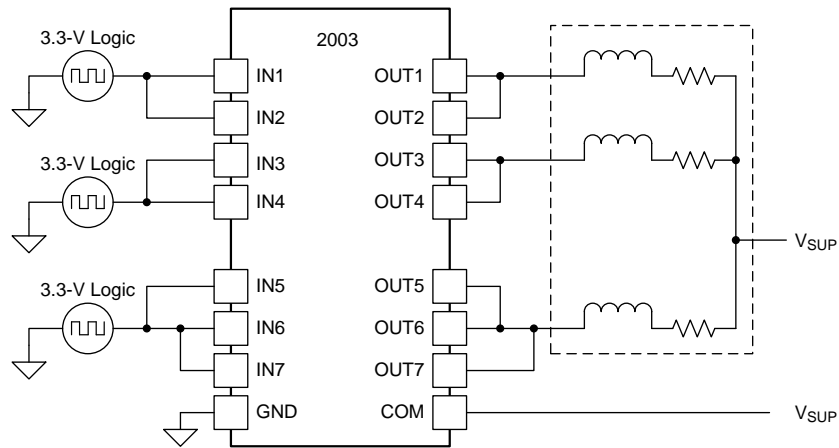 2003
3.3-V Logic
IN1 OUT1
IN2 OUT2
3.3-V Logic
IN3 OUT3
IN4 OUT4
VSUP
3.3-V Logic
IN5 OUT5
IN6 OUT6
IN7 OUT7
GND COM
VSUP